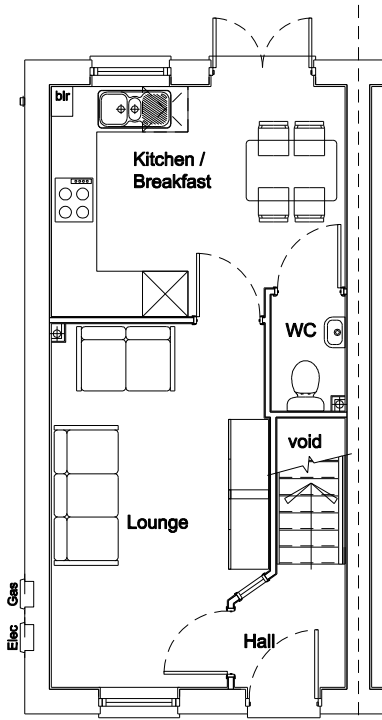 blr
Kitchen /
Breakfast
WC
void
Lounge
Gas
Elec
Hall